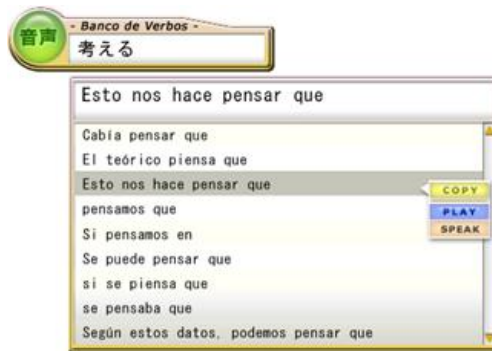 音声
- Banco de Verbos -
考える
Esto nos hace pensar que
Cabía pensar que
El teórico piensa que
Esto nos hace pensar que
COPY
pensamos que
PLAY
Si pensamos en
SPEAK
Se puede pensar que
si se piensa que
se pensaba que
Según estos datos, podemos pensar que